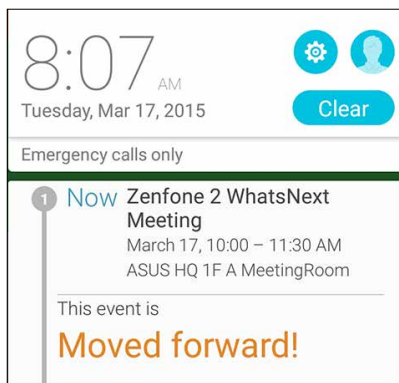 8:07 AM
Tuesday, Mar 17, 2015
Clear
Emergency calls only
1 Now Zenfone 2 WhatsNext
Meeting
March 17, 10:00 – 11:30 AM
ASUS HQ 1F A MeetingRoom
This event is
Moved forward!